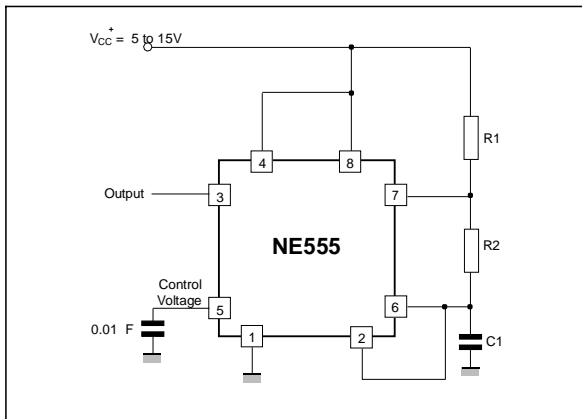 VCC+ = 5 to 15V
R1
4
8
Output
3
7
NE555
R2
Control
Voltage
5
6
0.01 F
1
2
C1